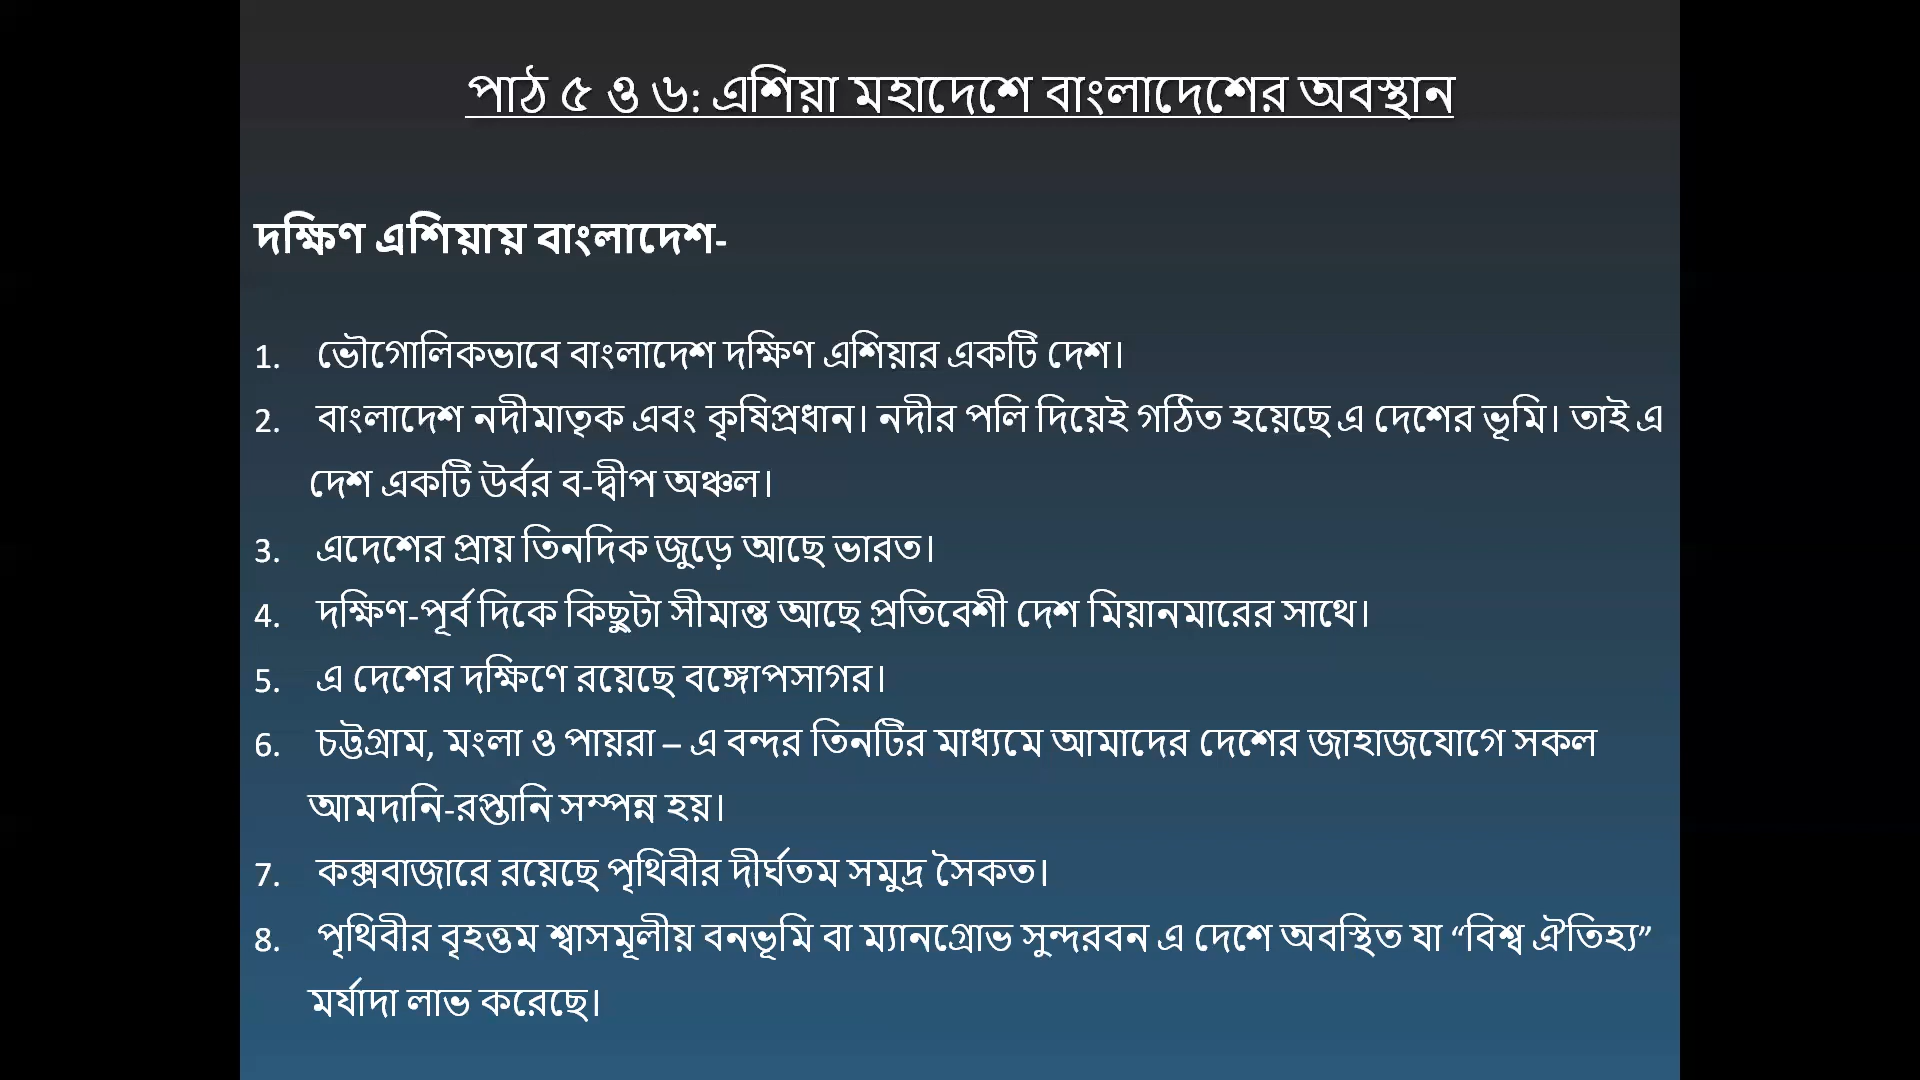 পাঠ ৫ ও ৬: এশিয়া মহাদেশে বাংলাদেশের অবস্থান
দক্ষিণ এশিয়ায় বাংলাদেশ-
1. ভৌগোলিকভাবে বাংলাদেশ দক্ষিণ এশিয়ার একটি দেশ।
2. বাংলাদেশ নদীমাতৃক এবং কৃষিপ্রধান। নদীর পলি দিয়েই গঠিত হয়েছে এ দেশের ভূমি। তাই এ
দেশ একটি উর্বর ব-দ্বীপ অঞ্চল।
3. এদেশের প্রায় তিনদিক জুড়ে আছে ভারত।
4. দক্ষিণ-পূর্ব দিকে কিছুটা সীমান্ত আছে প্রতিবেশী দেশ মিয়ানমারের সাথে।
5. এ দেশের দক্ষিণে রয়েছে বঙ্গোপসাগর।
6. চট্টগ্রাম, মংলা ও পায়রা – এ বন্দর তিনটির মাধ্যমে আমাদের দেশের জাহাজযোগে সকল
আমদানি-রপ্তানি সম্পন্ন হয়।
7. কক্সবাজারে রয়েছে পৃথিবীর দীর্ঘতম সমুদ্র সৈকত।
8. পৃথিবীর বৃহত্তম শ্বাসমূলীয় বনভূমি বা ম্যানগ্রোভ সুন্দরবন এ দেশে অবস্থিত যা “বিশ্ব ঐতিহ্য”
মর্যাদা লাভ করেছে।